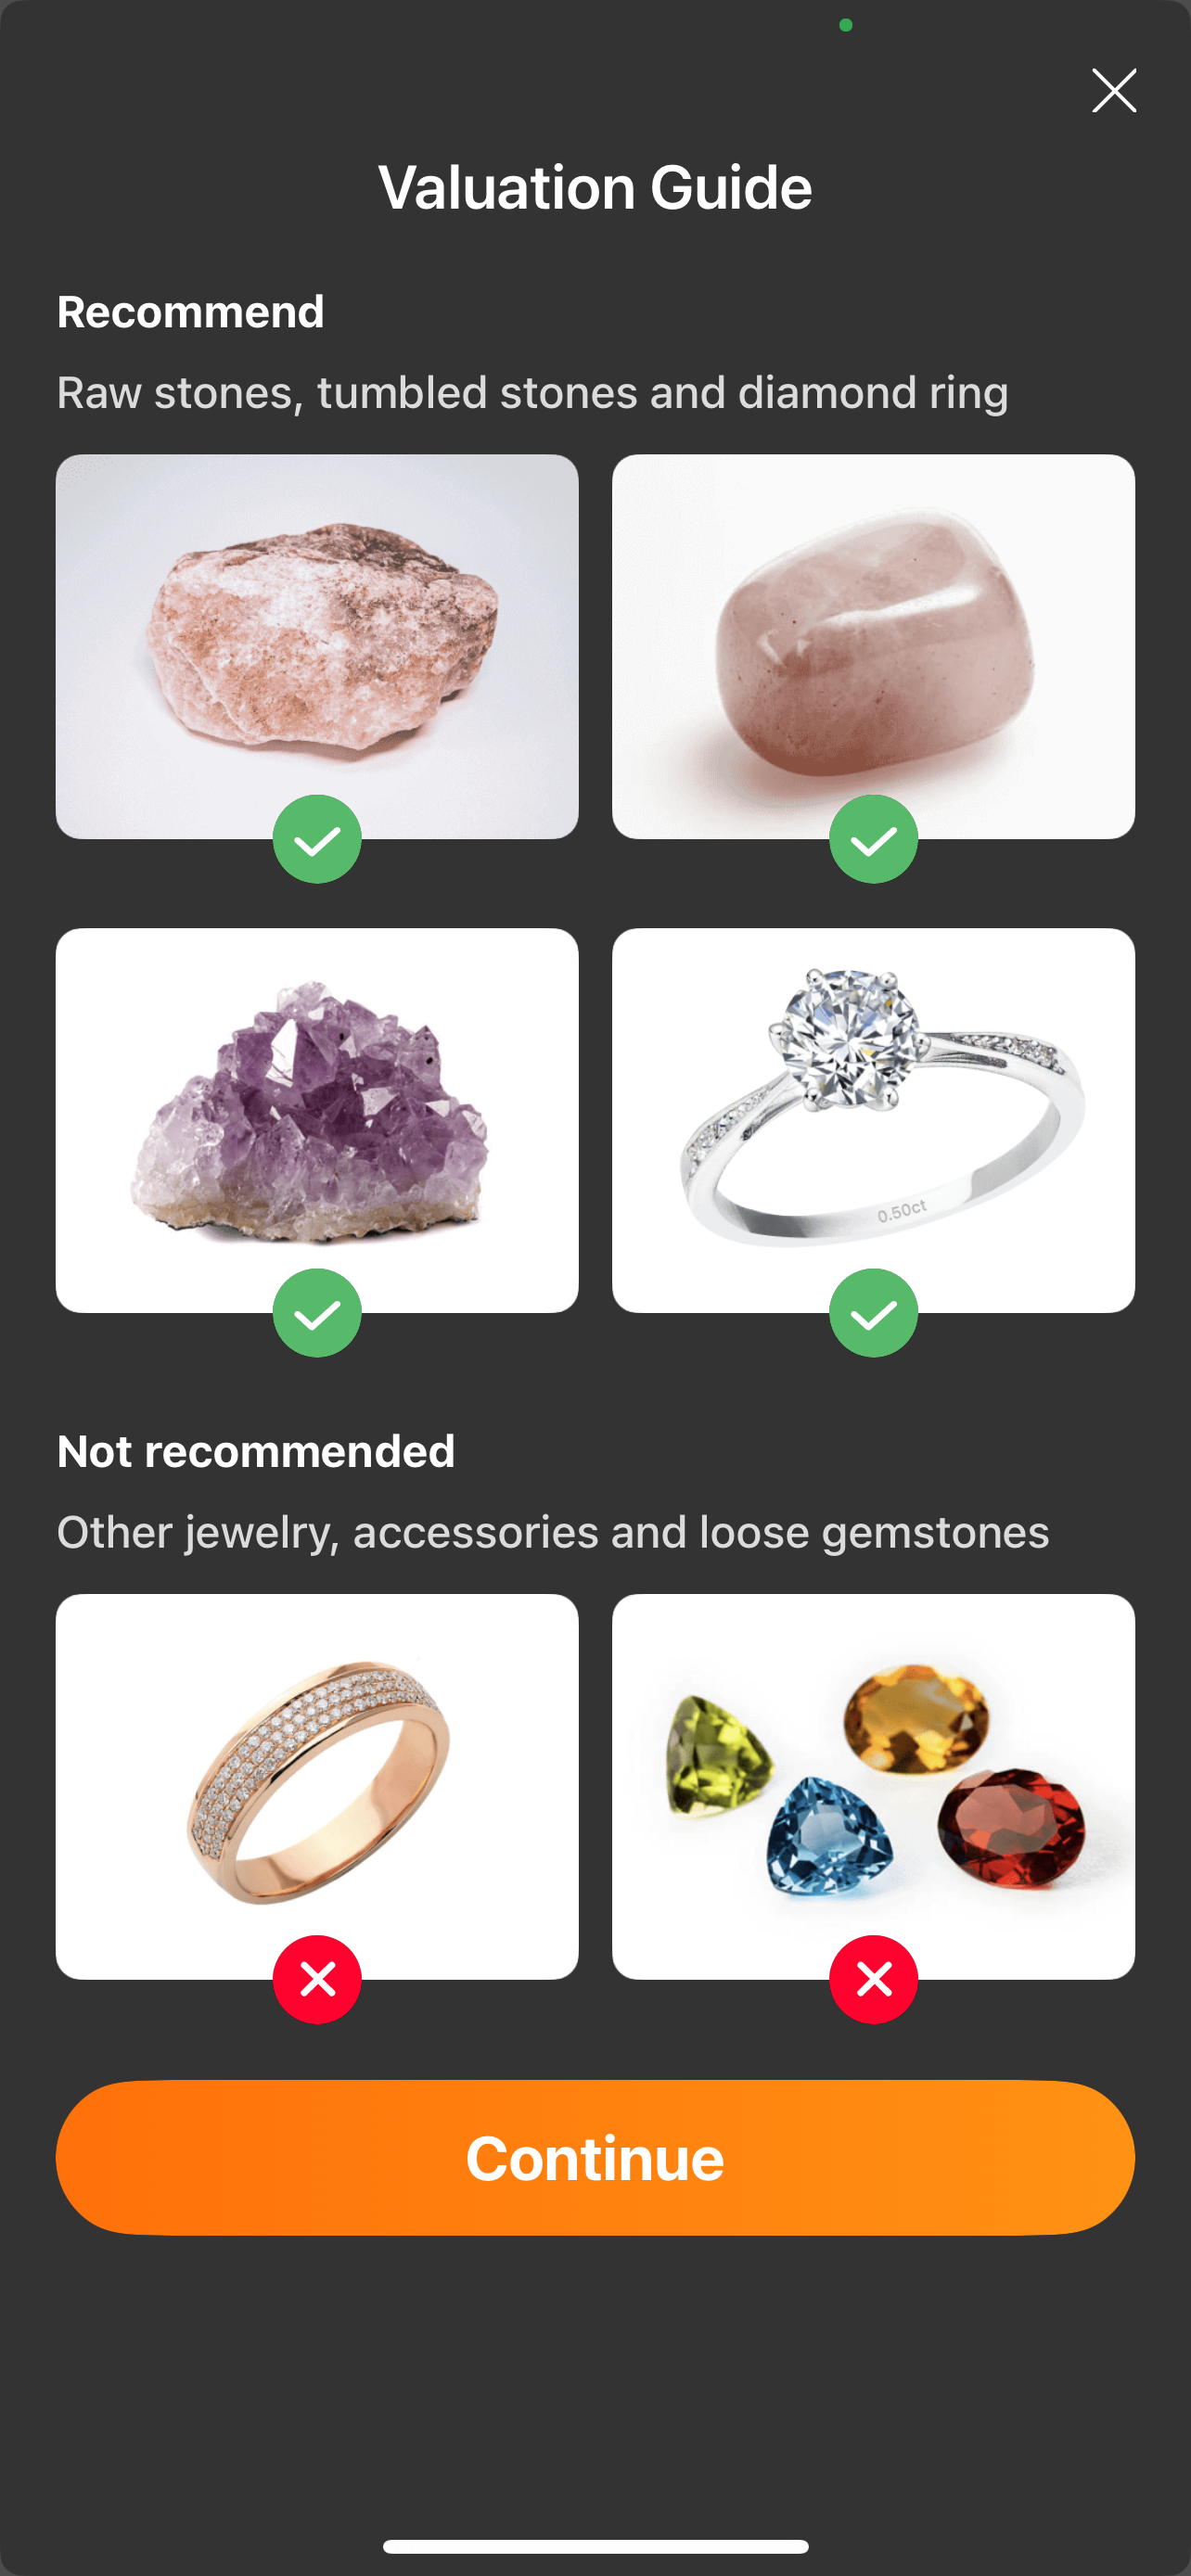 Valuation Guide
Recommend
Raw stones, tumbled stones and diamond ring
0.50ct
Not recommended
Other jewelry, accessories and loose gemstones
Continue